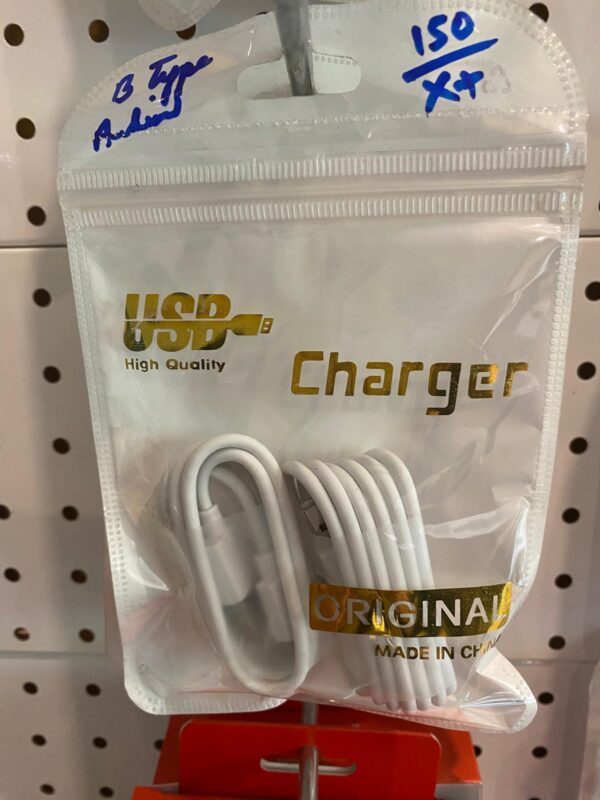 B Type
150
X+
USB
High Quality
Charger
ORIGINAL
MADE IN CHINA